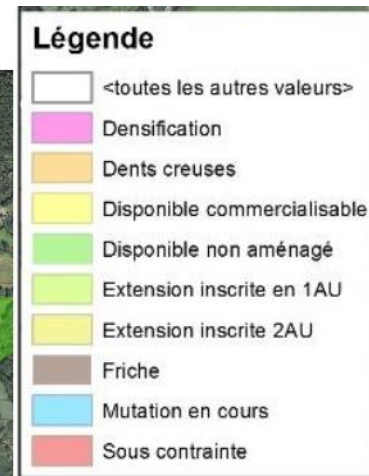 Légende
<toutes les autres valeurs>
Densification
Dents creuses
Disponible commercialisable
Disponible non aménagé
Extension inscrite en 1AU
Extension inscrite 2AU
Friche
Mutation en cours
Sous contrainte